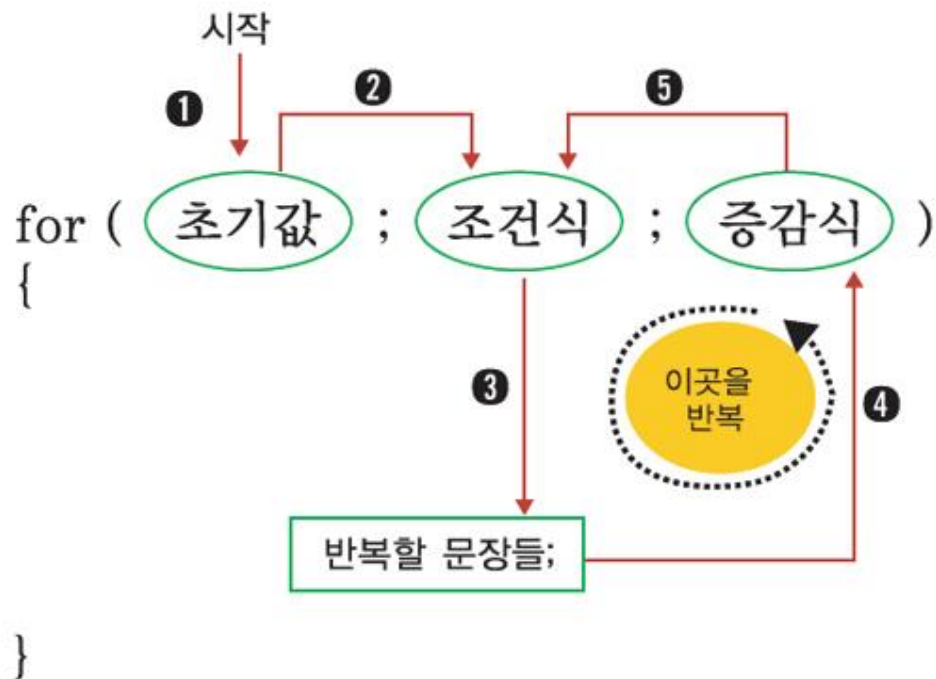 시작
❶ ❷ ❺
for ( 초기값 ; 조건식 ; 증감식 )
{
이곳을
반복
❸ ❹
반복할 문장들;
}